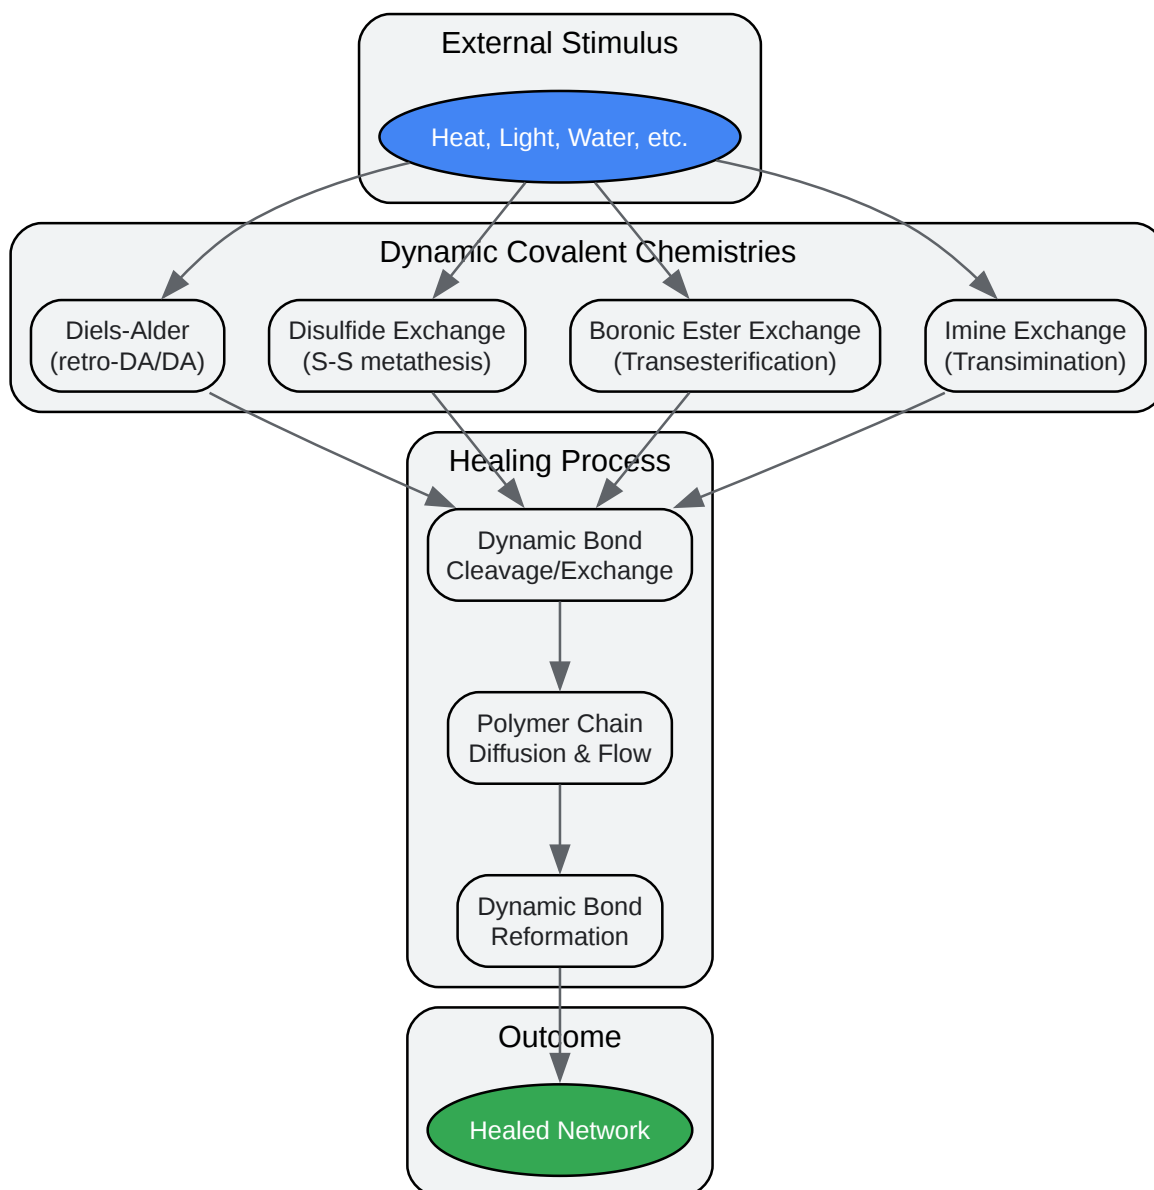 External Stimulus
Heat, Light, Water, etc.
Dynamic Covalent Chemistries
Diels-Alder
(retro-DA/DA)
Disulfide Exchange
(S-S metathesis)
Boronic Ester Exchange
(Transesterification)
Imine Exchange
(Transimination)
Healing Process
Dynamic Bond
Cleavage/Exchange
Polymer Chain
Diffusion & Flow
Dynamic Bond
Reformation
Outcome
Healed Network